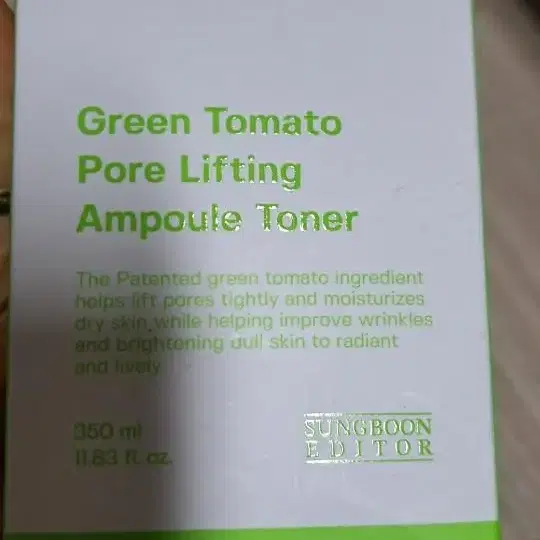 Green Tomato
Pore Lifting
Ampoule Toner
The Patented green tomato ingredient
helps lift pores tightly and moisturizes
dry skin, while helping improve wrinkles
and brightening dull skin to radiant
and lively
350 ml
11.83 fl. oz.
SUNGBOON
EDITOR